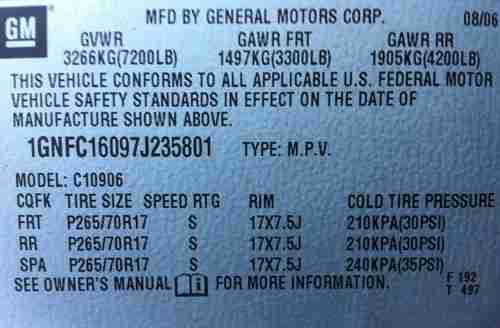 GM MFD BY GENERAL MOTORS CORP. 08/06
GVWR GAWR FRT GAWR RR
3266KG(7200LB) 1497KG(3300LB) 1905KG(4200LB)
THIS VEHICLE CONFORMS TO ALL APPLICABLE U.S. FEDERAL MOTOR
VEHICLE SAFETY STANDARDS IN EFFECT ON THE DATE OF
MANUFACTURE SHOWN ABOVE.
1GNFC16097J235801 TYPE: M.P.V.
MODEL: C10906
CQFK TIRE SIZE SPEED RTG RIM COLD TIRE PRESSURE
FRT P265/70R17 S 17X7.5J 210KPA(30PSI)
RR P265/70R17 S 17X7.5J 210KPA(30PSI)
SPA P265/70R17 S 17X7.5J 240KPA(35PSI)
SEE OWNER'S MANUAL FOR MORE INFORMATION. F 192
T 497